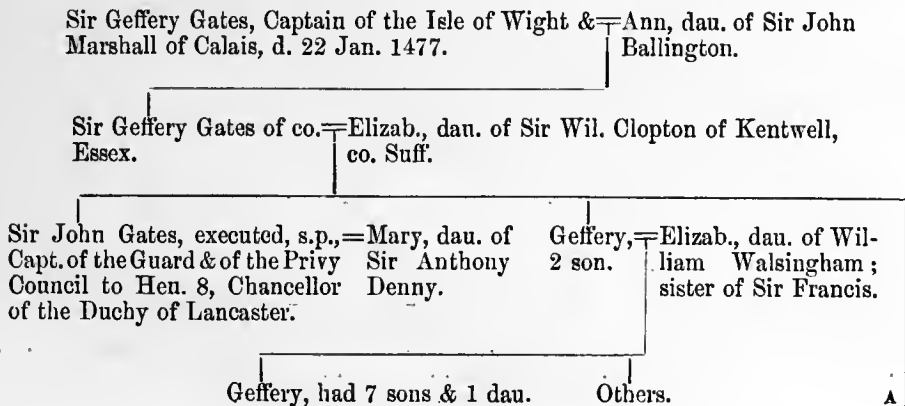 Sir Geffery Gates, Captain of the Isle of Wight &
Marshall of Calais, d. 22 Jan. 1477.
Ann, dau. of Sir John
Ballington.
Sir Geffery Gates of co.
Essex.
Elizab., dau. of Sir Wil. Clopton of Kentwell,
co. Suff.
Sir John Gates, executed, s.p.,=
Capt. of the Guard & of the Privy
Council to Hen. 8, Chancellor
of the Duchy of Lancaster.
Mary, dau. of
Sir Anthony
Denny.
Geffery,
2 son.
Elizab., dau. of Wil-
liam Walsingham;
sister of Sir Francis.
Geffery, had 7 sons & 1 dau.
Others.
A